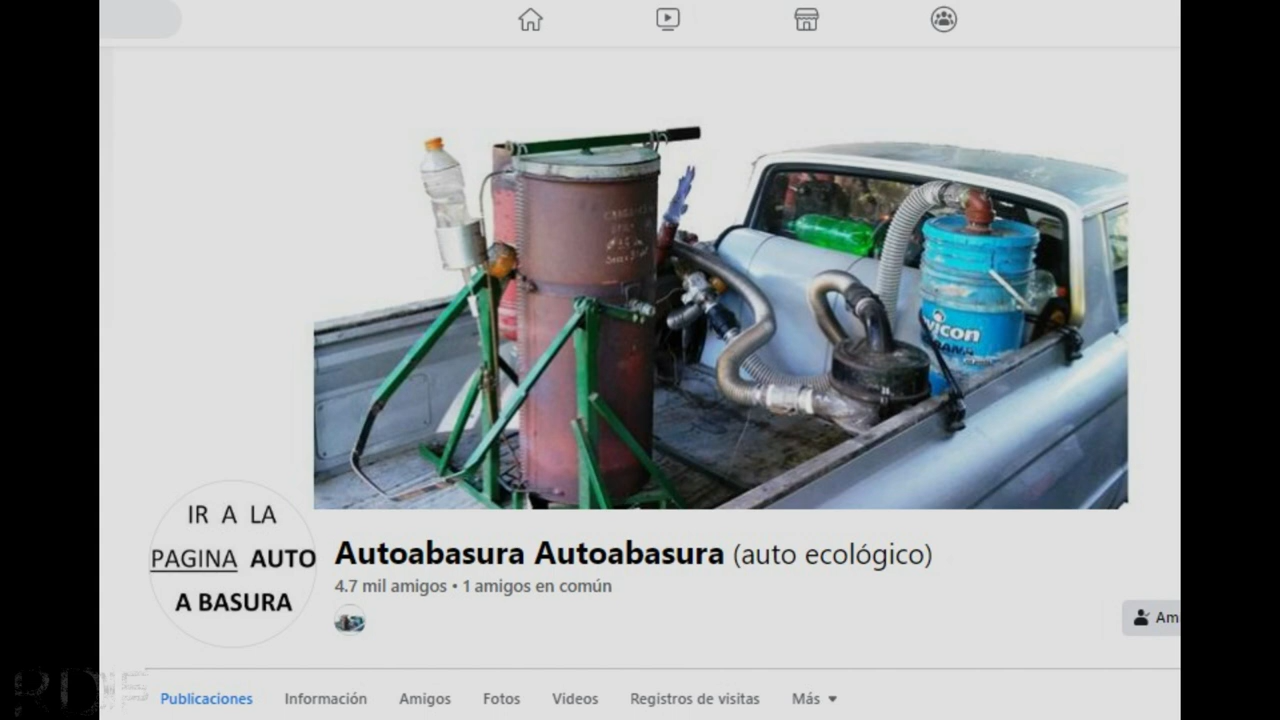 IR A LA
PAGINA AUTO
A BASURA
Autoabasura Autoabasura (auto ecológico)
4.7 mil amigos • 1 amigos en común
Am
Publicaciones Información Amigos Fotos Videos Registros de visitas Más